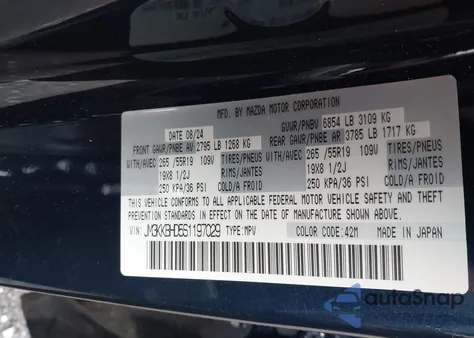 MFD. BY MAZDA MOTOR CORPORATION
DATE 08/24
GVWR/PNBV 6854 LB 3109 KG
FRONT GAWR/PNBE AV 2795 LB 1268 KG
REAR GAWR/PNBE AR 3785 LB 1717 KG
WITH/AVEC 265 /55R19 109V TIRES/PNEUS
19X8 1/2J RIMS/JANTES
250 KPA/36 PSI COLD/A FROID
WITH/AVEC 265 /55R19 109V TIRES/PNEUS
19X8 1/2J RIMS/JANTES
250 KPA/36 PSI COLD/A FROID
THIS VEHICLE CONFORMS TO ALL APPLICABLE FEDERAL MOTOR VEHICLE SAFETY AND THEFT
PREVENTION STANDARDS IN EFFECT ON THE DATE OF MANUFACTURE SHOWN ABOVE.
JM3KKBHD6S1197029 TYPE:MPV COLOR:42M MADE IN JAPAN
autoSnap